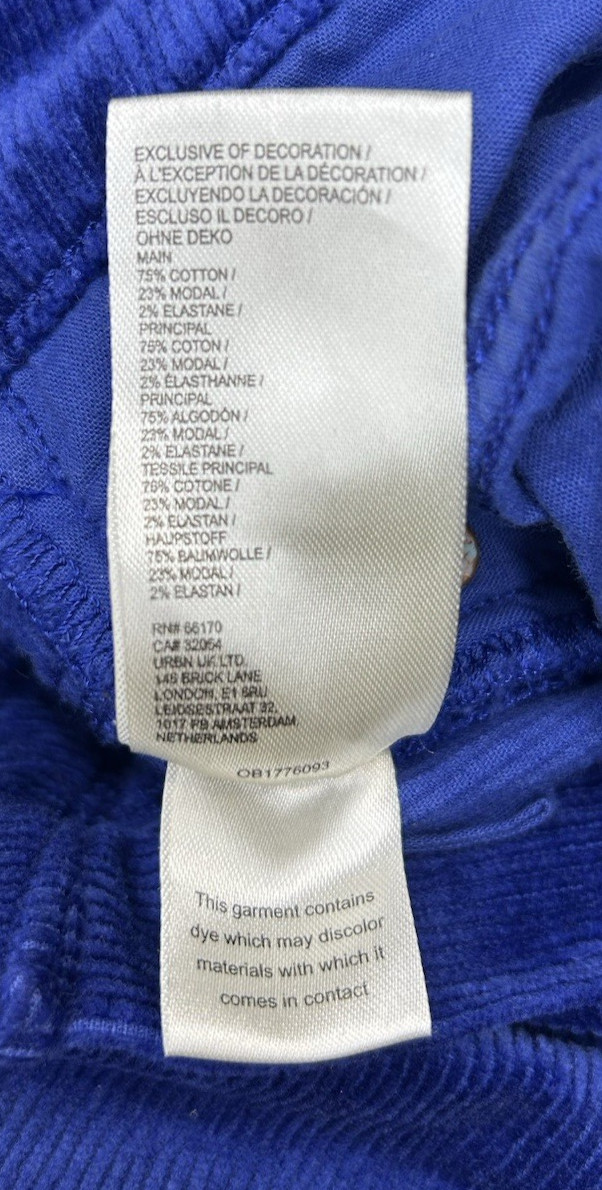 EXCLUSIVE OF DECORATION /
À L'EXCEPTION DE LA DÉCORATION /
EXCLUYENDO LA DECORACIÓN /
ESCLUSO IL DECORO /
OHNE DEKO
MAIN
75% COTTON /
23% MODAL /
2% ELASTANE /
PRINCIPAL
75% COTON /
23% MODAL /
2% ÉLASTHANNE /
PRINCIPAL
75% ALGODÓN /
23% MODAL /
2% ELASTANE /
TESSILE PRINCIPAL
75% COTONE /
23% MODAL /
2% ELASTAN /
HAUPSTOFF
75% BAUMWOLLE /
23% MODAL /
2% ELASTAN /
RN# 66170
CA# 32054
URBN UK LTD.
146 BRICK LANE
LONDON, E1 6RU
LEIDSESTRAAT 32,
1017 PB AMSTERDAM,
NETHERLANDS
OB1776093
This garment contains
dye which may discolor
materials with which it
comes in contact